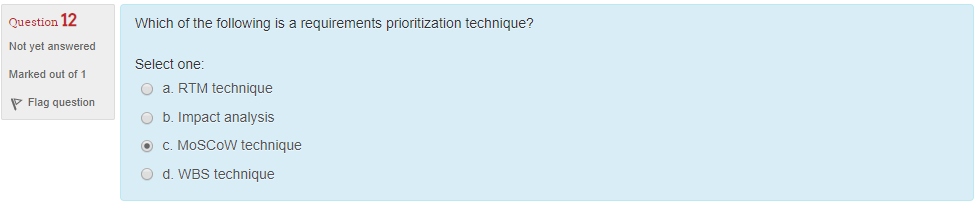 Question 12
Not yet answered
Marked out of 1
Flag question
Which of the following is a requirements prioritization technique?
Select one:
a. RTM technique
b. Impact analysis
c. MoSCoW technique
d. WBS technique